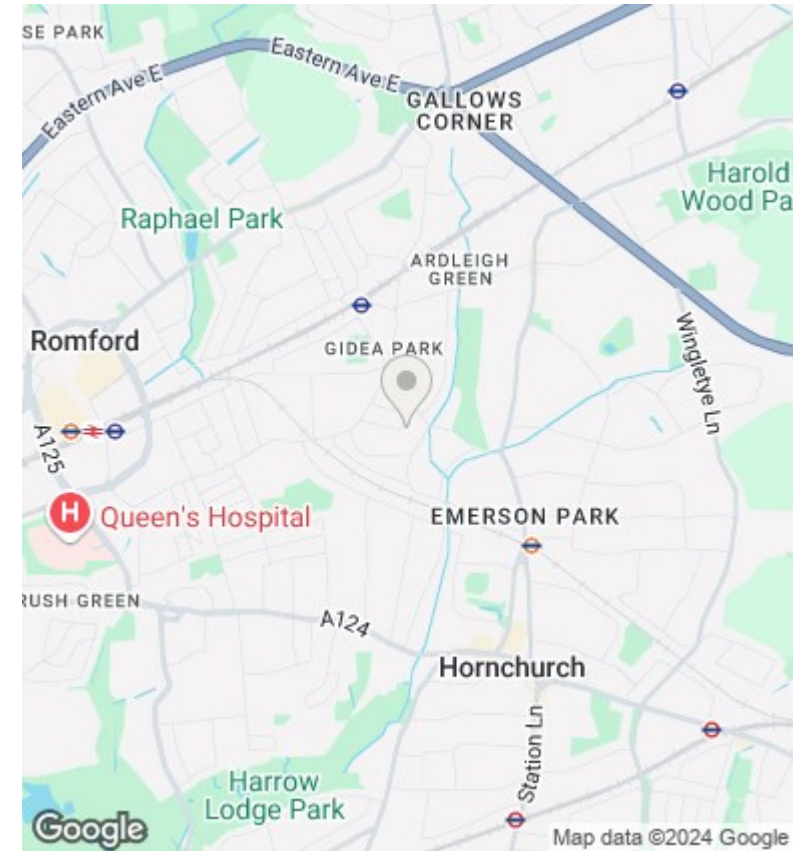 SE PARK
Eastern Ave E
Eastern Ave E
GALLOWS
CORNER
Harold
Wood Pa
Raphael Park
ARDLEIGH
GREEN
Romford
GIDEA PARK
Wingletye Ln
A125
H
Queen's Hospital
EMERSON PARK
RUSH GREEN
A124
Hornchurch
Station Ln
Harrow
Lodge Park
Google
Map data ©2024 Google